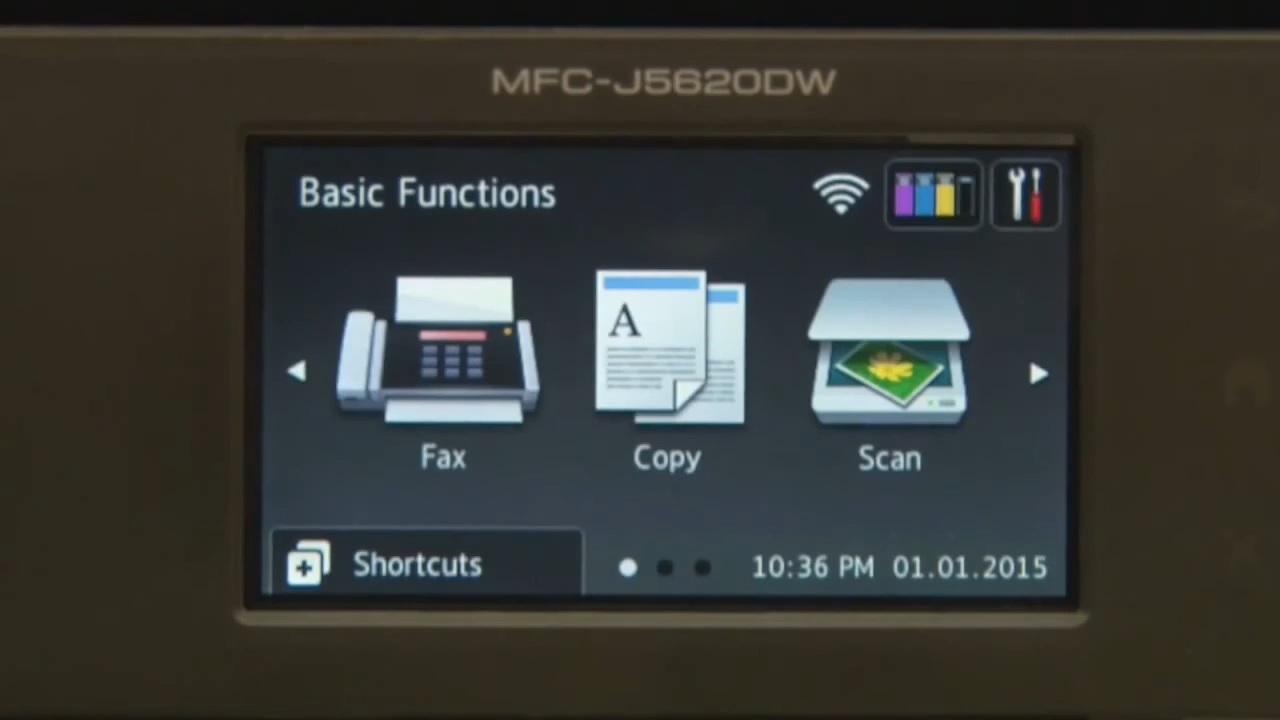 MFC-J5620DW
Basic Functions
A
Fax Copy Scan
Shortcuts 10:36 PM 01.01.2015